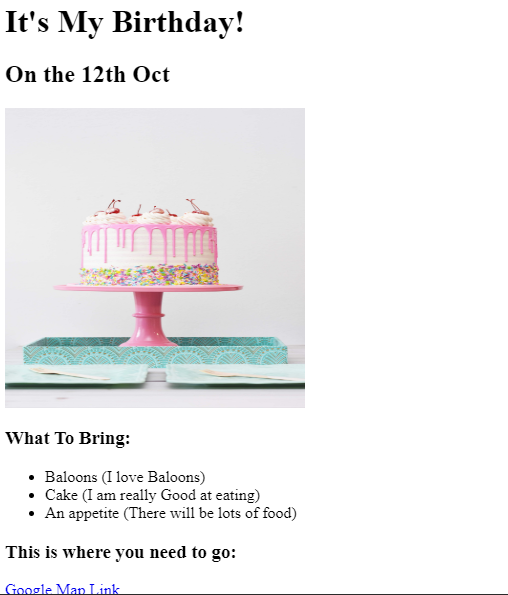 It's My Birthday!
On the 12th Oct
What To Bring:
Baloons (I love Baloons)
Cake (I am really Good at eating)
An appetite (There will be lots of food)
This is where you need to go:
Google Map Link